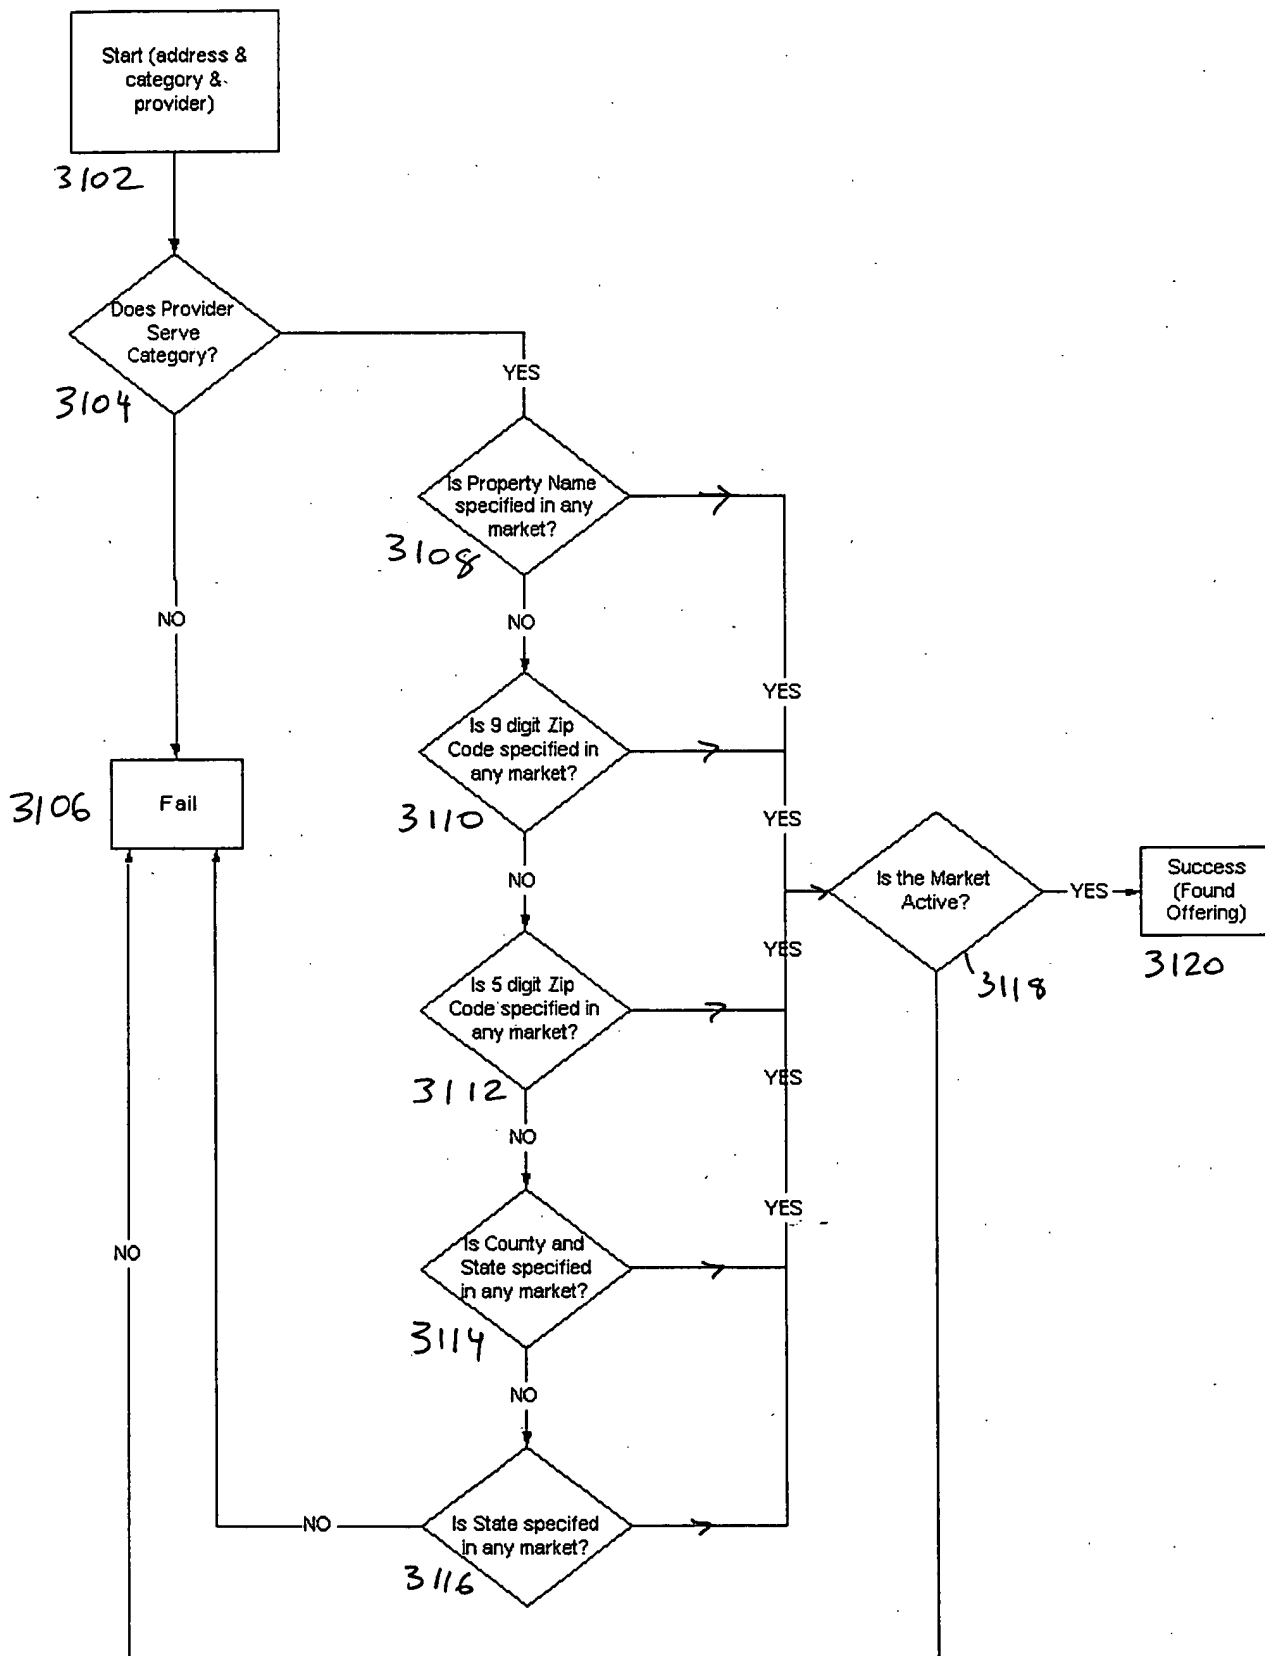 Start (address &
category &
provider)
3102
Does Provider
Serve
Category?
3104
YES
NO
Is Property Name
specified in any
market?
3108
NO
YES
Is 9 digit Zip
Code specified in
any market?
3110
YES
NO
Fail
3106
Is the Market
Active?
3118
YES
Success
(Found
Offering)
3120
YES
Is 5 digit Zip
Code specified in
any market?
3112
YES
NO
Is County and
State specified
in any market?
3114
YES
NO
NO
Is State specifed
in any market?
3116
NO